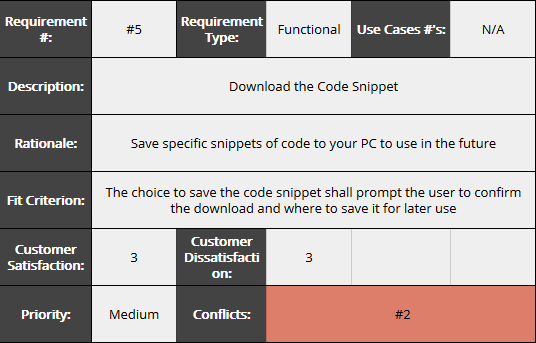 Requirement #5 Requirement Functional Use Cases #'s: N/A
#: Type:
Description: Download the Code Snippet
Rationale: Save specific snippets of code to your PC to use in the future
Fit Criterion: The choice to save the code snippet shall prompt the user to confirm
the download and where to save it for later use
Customer 3 Customer 3
Satisfaction: Dissatisfacti
on:
Priority: Medium Conflicts: #2